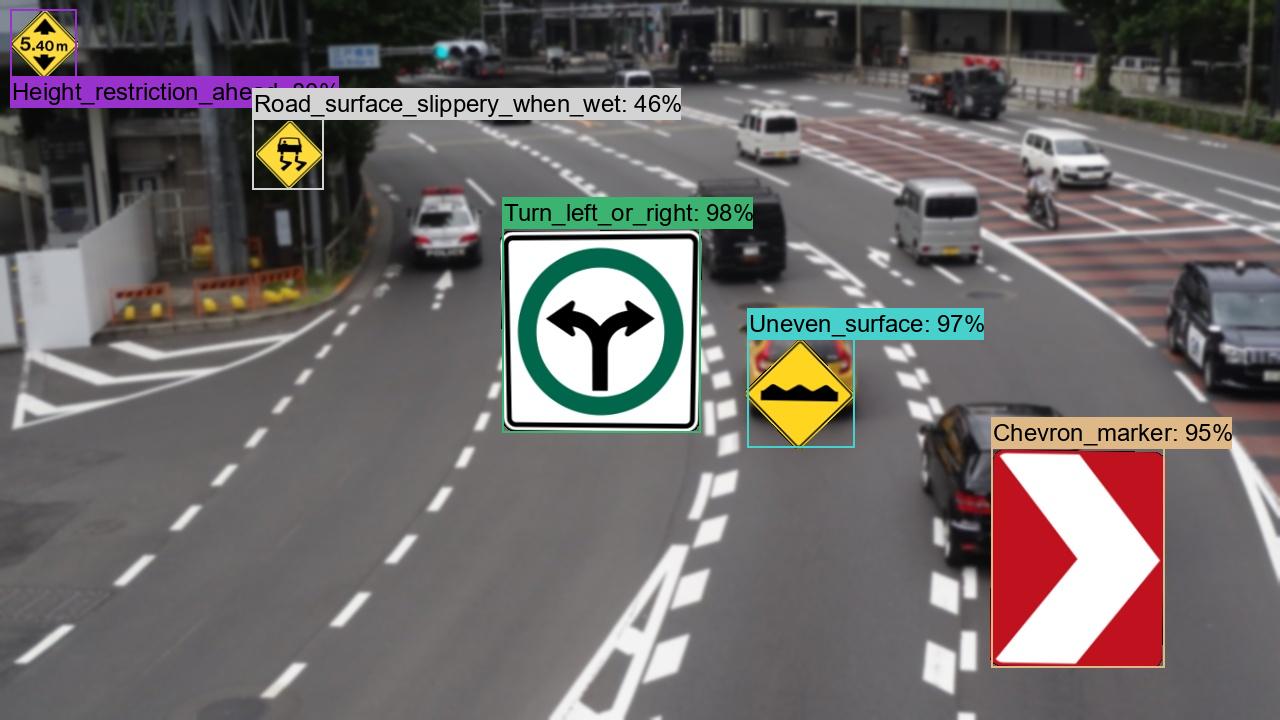 5.40m
Height_restriction_ahead
Road_surface_slippery_when_wet: 46%
Turn_left_or_right: 98%
Uneven_surface: 97%
Chevron_marker: 95%